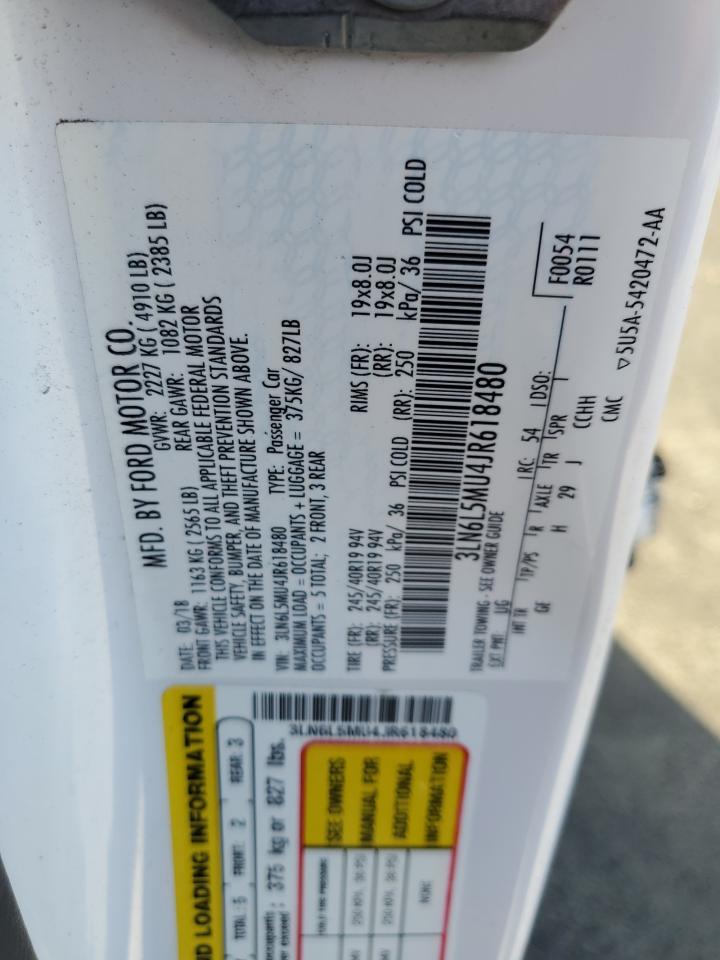 MFD. BY FORD MOTOR CO.
DATE: 03/18 GVWR: 2227 KG ( 4910 LB)
FRONT GAWR: 1163 KG ( 2565 LB) REAR GAWR: 1082 KG ( 2385 LB)
THIS VEHICLE CONFORMS TO ALL APPLICABLE FEDERAL MOTOR
VEHICLE SAFETY, BUMPER, AND THEFT PREVENTION STANDARDS
IN EFFECT ON THE DATE OF MANUFACTURE SHOWN ABOVE.
VIN: 3LN6L5MU4JR618480 TYPE: Passenger Car
MAXIMUM LOAD = OCCUPANTS + LUGGAGE = 375KG/ 827LB
OCCUPANTS = 5 TOTAL; 2 FRONT, 3 REAR
TIRE (FR): 245/40R19 94V RIMS (FR): 19x8.0J
(RR): 245/40R19 94V (RR): 19x8.0J
PRESSURE (FR): 250 kPa/ 36 PSI COLD (RR): 250 kPa/ 36 PSI COLD
3LN6L5MU4JR618480
TRAILER TOWING - SEE OWNER GUIDE
EXT PNT: UG RC: 54 DSO: F0054
R0111
INT TR TP/PS R AXLE TR SPR
GE H 29 J CCHH
CMC
▽5U5A-5420472-AA
3LN6L5MU4JR618480
ND LOADING INFORMATION
TOTAL: 5 FRONT: 2 REAR 3
375 kg or 827 lbs.
SEE OWNERS
MANUAL FOR
ADDITIONAL
INFORMATION
NONE